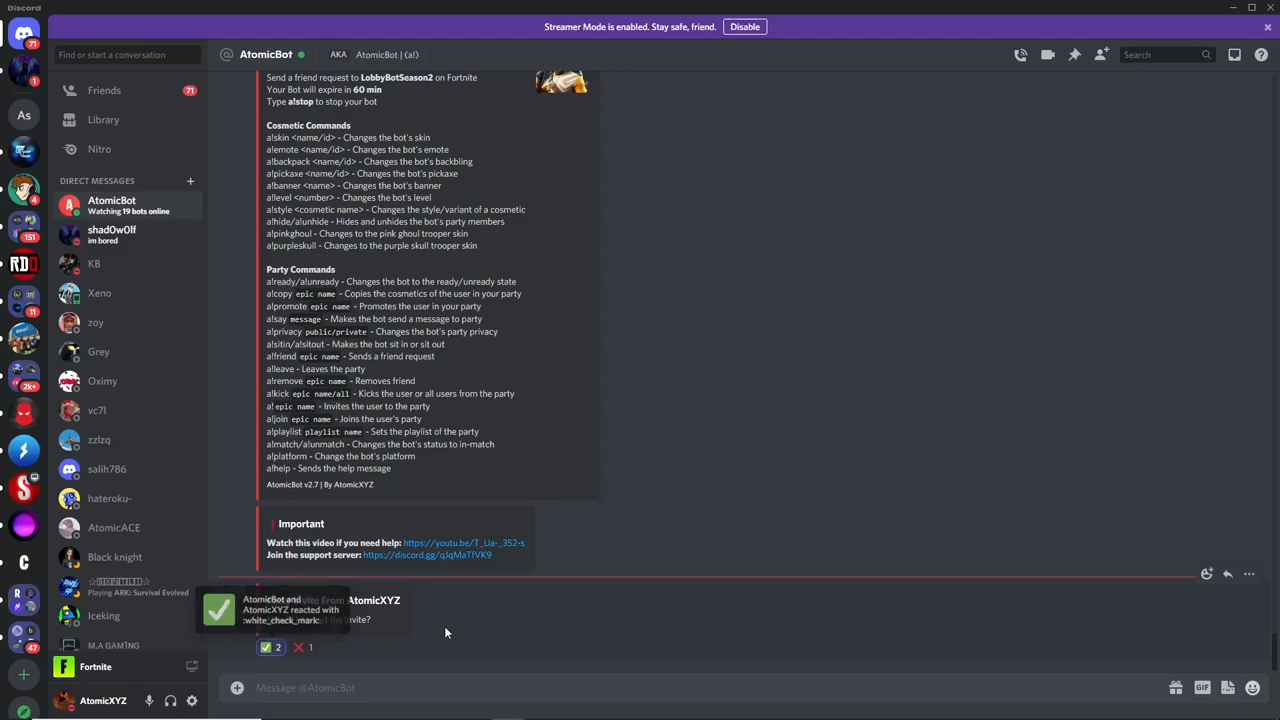 Discord
Streamer Mode is enabled. Stay safe, friend.
Disable
Find or start a conversation
AtomicBot
AKA
AtomicBot | (a!)
Search
71
1
As
4
151
11
2k+
C
47
Friends
71
Library
Nitro
DIRECT MESSAGES
AtomicBot
Watching 19 bots online
shad0w0lf
im bored
KB
Xeno
zoy
Grey
Oximy
vc7l
zzlzq
salih786
hateroku-
AtomicACE
Black knight
Playing ARK: Survival Evolved
Iceking
M.A GAM1NG
Fortnite
AtomicXYZ
Send a friend request to LobbyBotSeason2 on Fortnite
Your Bot will expire in 60 min
Type a!stop to stop your bot
Cosmetic Commands
a!skin <name/id> - Changes the bot's skin
a!emote <name/id> - Changes the bot's emote
a!backpack <name/id> - Changes the bot's backbling
a!pickaxe <name/id> - Changes the bot's pickaxe
a!banner <name> - Changes the bot's banner
a!level <number> - Changes the bot's level
a!style <cosmetic name> - Changes the style/variant of a cosmetic
a!hide/a!unhide - Hides and unhides the bot's party members
a!pinkghoul - Changes to the pink ghoul trooper skin
a!purpleskull - Changes to the purple skull trooper skin
Party Commands
a!ready/a!unready - Changes the bot to the ready/unready state
a!copy epic name - Copies the cosmetics of the user in your party
a!promote epic name - Promotes the user in your party
a!say message - Makes the bot send a message to party
a!privacy public/private - Changes the bot's party privacy
a!sitin/a!sitout - Makes the bot sit in or sit out
a!friend epic name - Sends a friend request
a!leave - Leaves the party
a!remove epic name - Removes friend
a!kick epic name/all - Kicks the user or all users from the party
a! epic name - Invites the user to the party
a!join epic name - Joins the user's party
a!playlist playlist name - Sets the playlist of the party
a!match/a!unmatch - Changes the bot's status to in-match
a!platform - Change the bot's platform
a!help - Sends the help message
AtomicBot v2.7 | By AtomicXYZ
Important
Watch this video if you need help: https://youtu.be/T_Ua-_352-s
Join the support server: https://discord.gg/qJqMaTfVK9
From AtomicXYZ
invite?
AtomicBot and
AtomicXYZ reacted with
:white_check_mark:
2
1
Message @AtomicBot
GIF